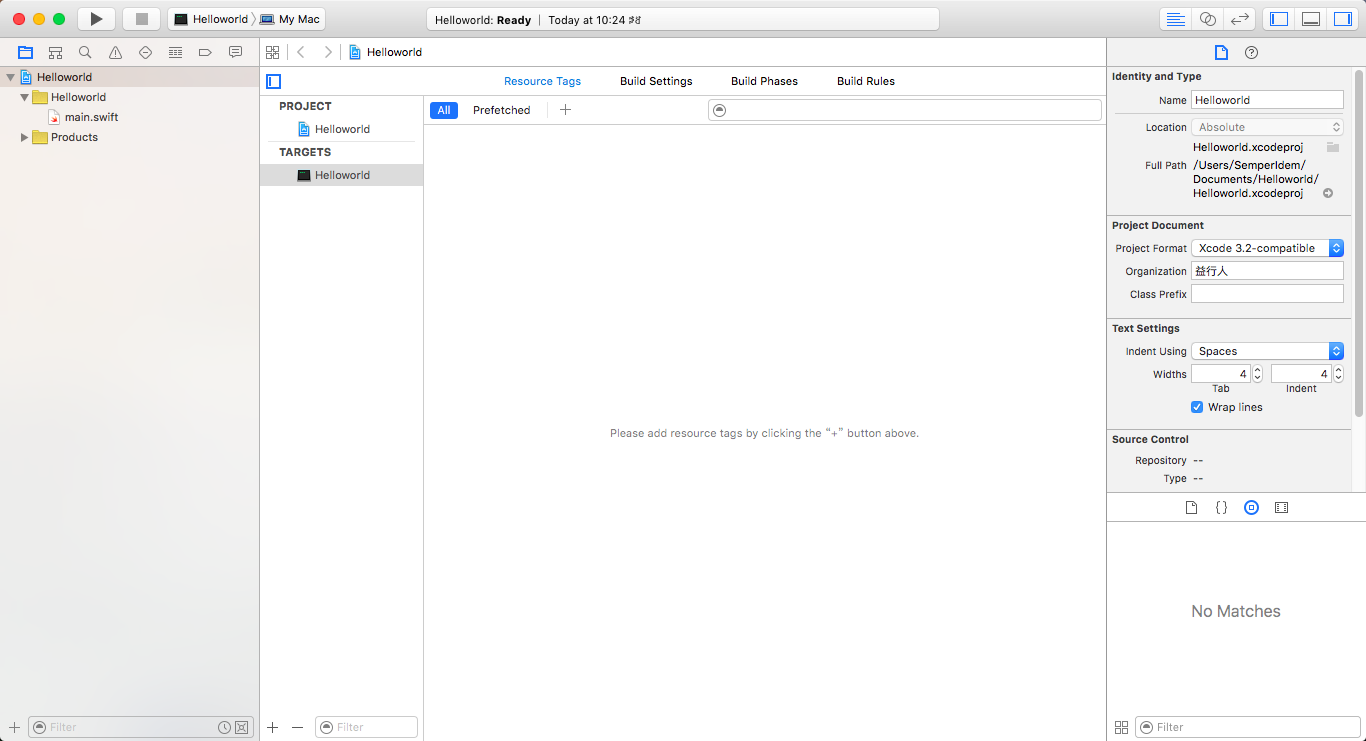 Helloworld
My Mac
Helloworld: Ready | Today at 10:24
Helloworld
Helloworld
Helloworld
main.swift
Products
Filter
Resource Tags
Build Settings
Build Phases
Build Rules
PROJECT
Helloworld
TARGETS
Helloworld
Filter
All
Prefetched
Please add resource tags by clicking the “+” button above.
Identity and Type
Name Helloworld
Location Absolute
Helloworld.xcodeproj
Full Path /Users/SemperIdem/
Documents/Helloworld/
Helloworld.xcodeproj
Project Document
Project Format Xcode 3.2-compatible
Organization 益行人
Class Prefix
Text Settings
Indent Using Spaces
Widths 4 4
Tab Indent
Wrap lines
Source Control
Repository --
Type --
No Matches
Filter